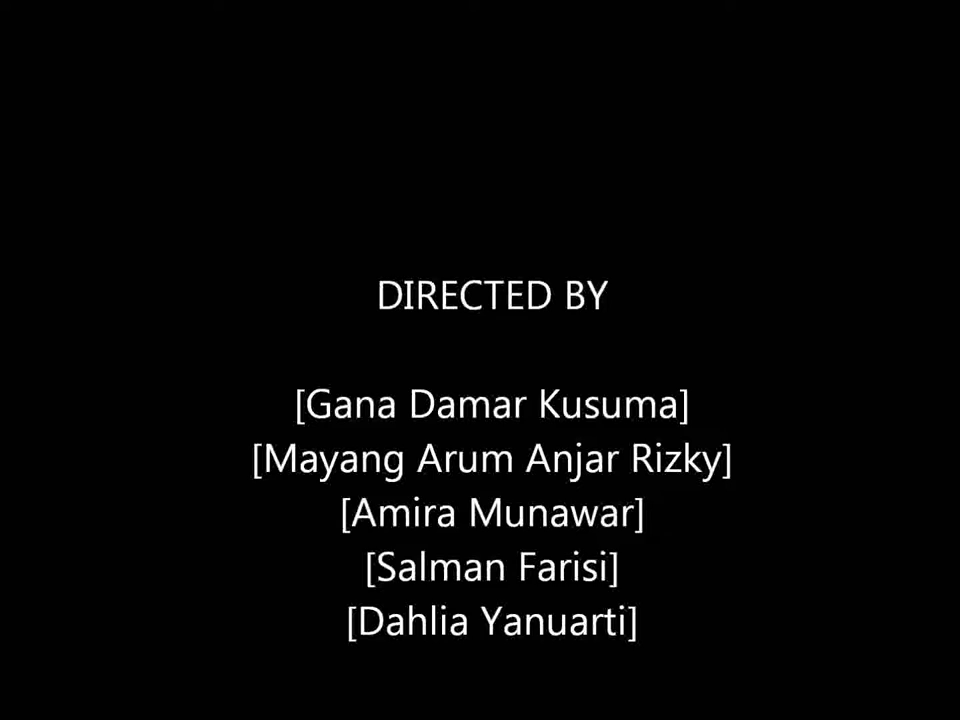 DIRECTED BY
[Gana Damar Kusuma]
[Mayang Arum Anjar Rizky]
[Amira Munawar]
[Salman Farisi]
[Dahlia Yanuarti]